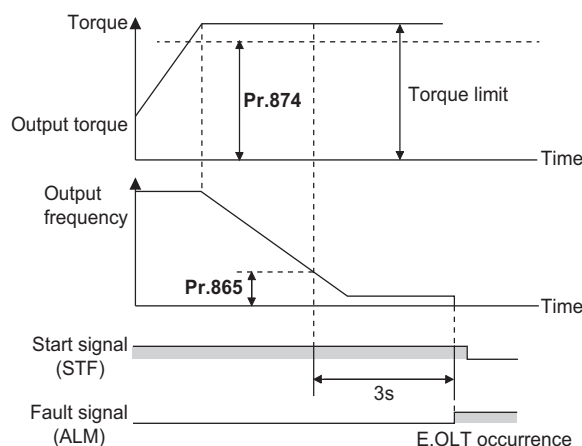 Torque
Pr.874
Torque limit
Output torque
Time
Output
frequency
Pr.865
Time
Start signal
(STF)
3s
Fault signal
(ALM)
E.OLT occurrence